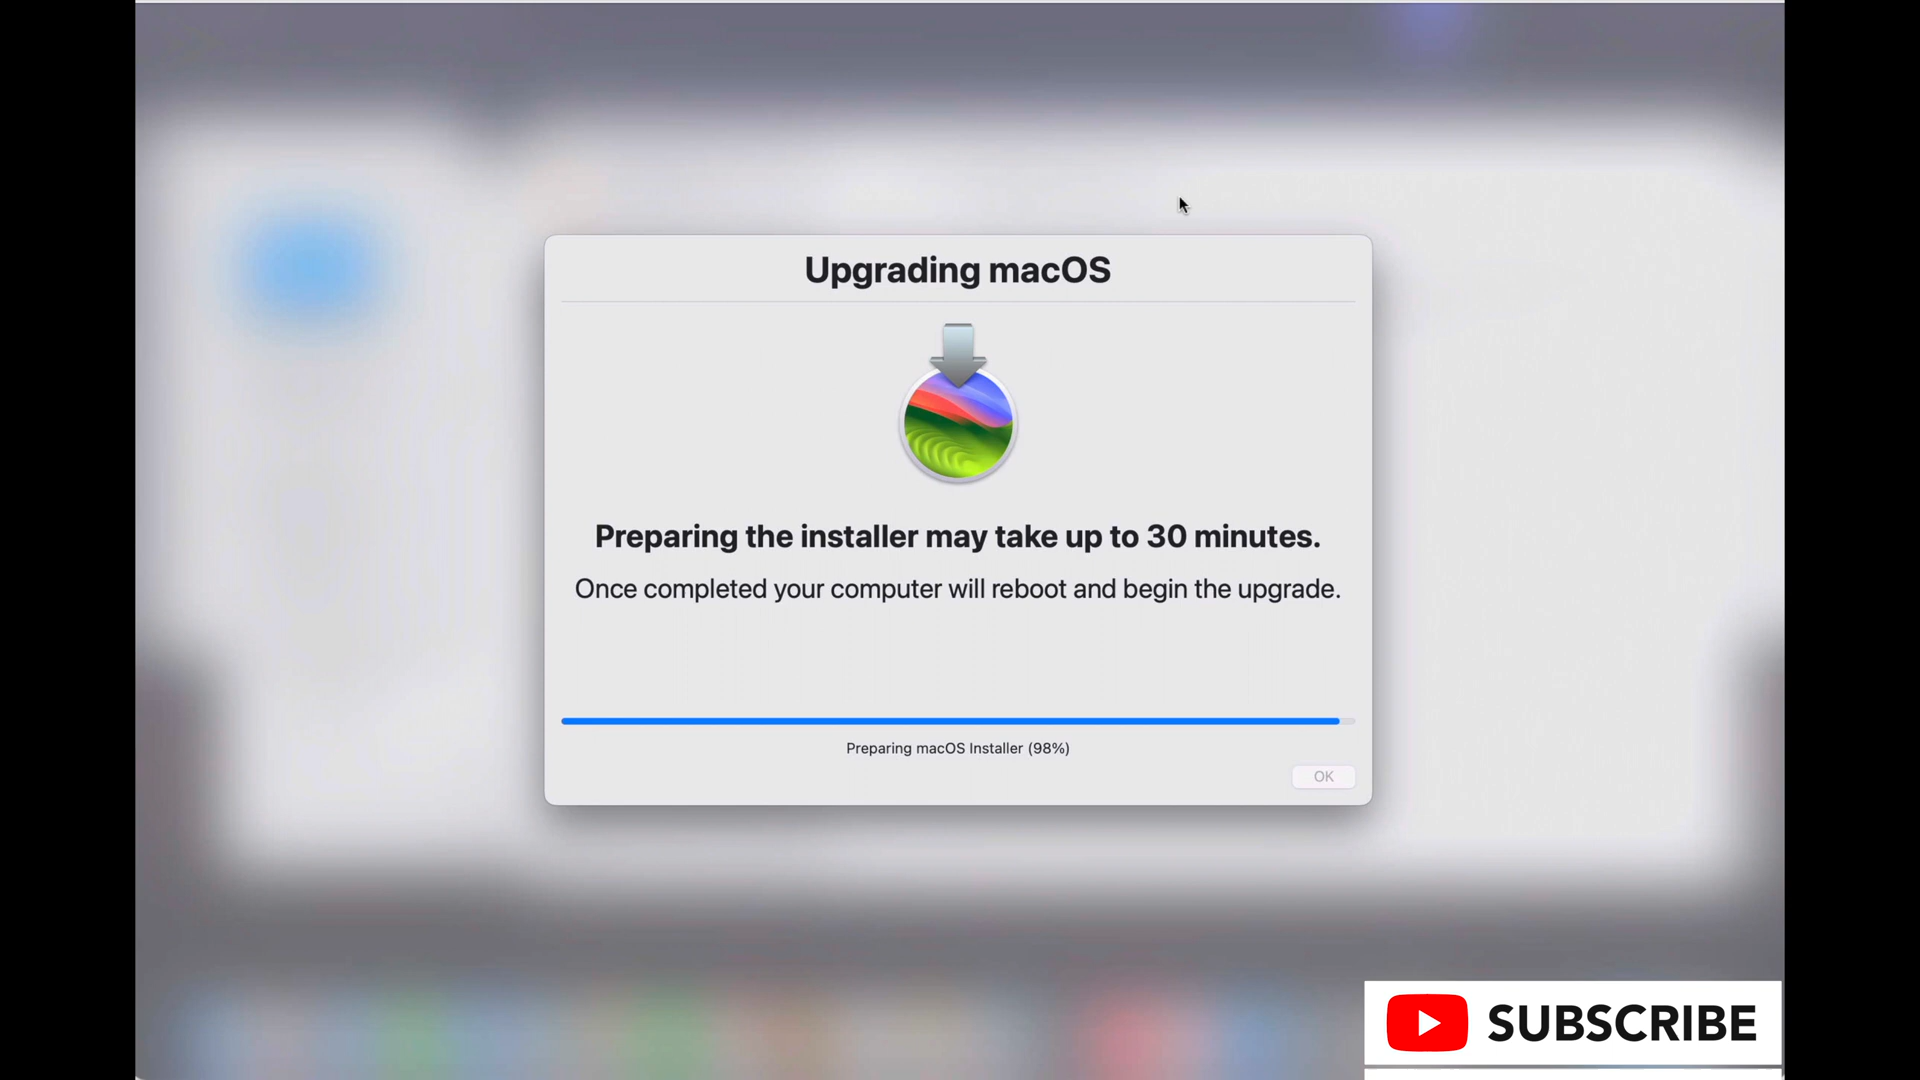 Upgrading macOS
Preparing the installer may take up to 30 minutes.
Once completed your computer will reboot and begin the upgrade.
Preparing macOS Installer (98%)
OK
SUBSCRIBE